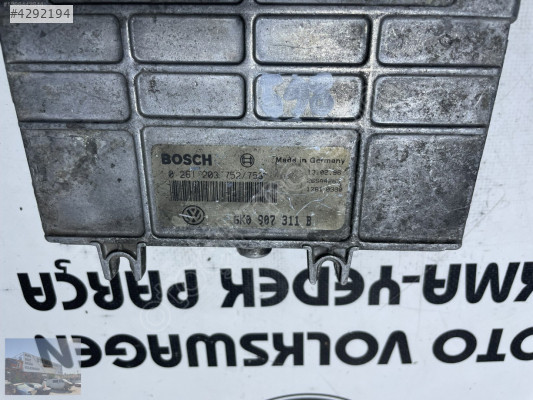 #4292194
BOSCH
Made in Germany
0 261 203 752/753
6K0 907 311 B
RMA-YEDEK PARÇA
OTO VOLKSWAGEN